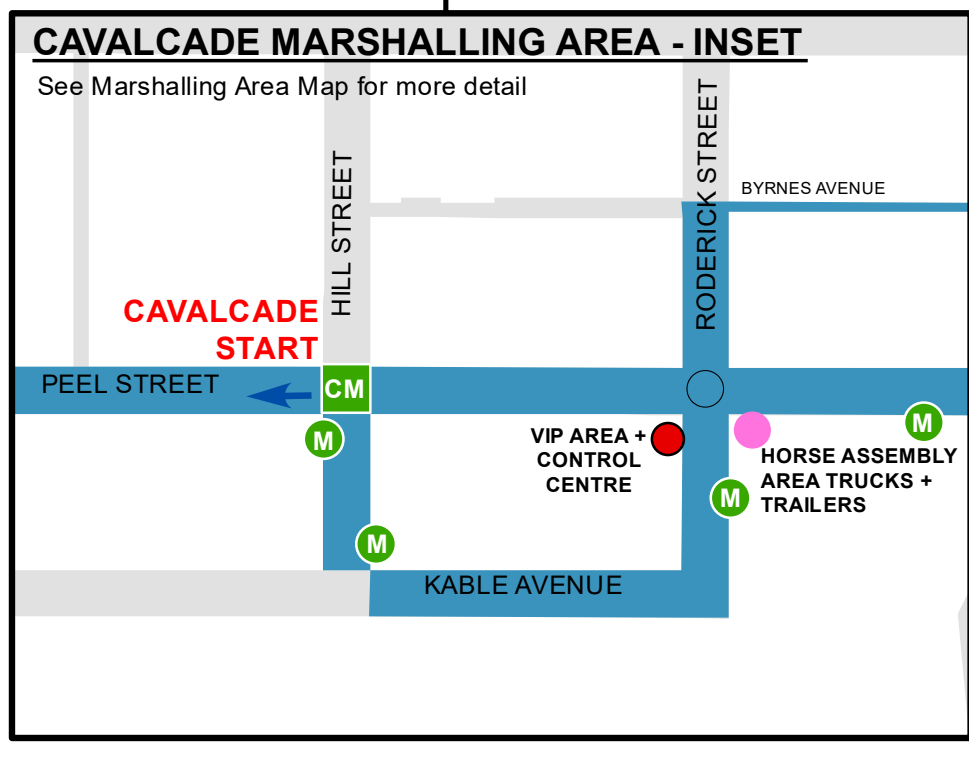 CAVALCADE MARSHALLING AREA - INSET
See Marshalling Area Map for more detail
HILL STREET
RODERICK STREET
BYRNES AVENUE
CAVALCADE
START
PEEL STREET
CM
M
VIP AREA +
CONTROL
CENTRE
M
HORSE ASSEMBLY
AREA TRUCKS +
TRAILERS
M
M
KABLE AVENUE